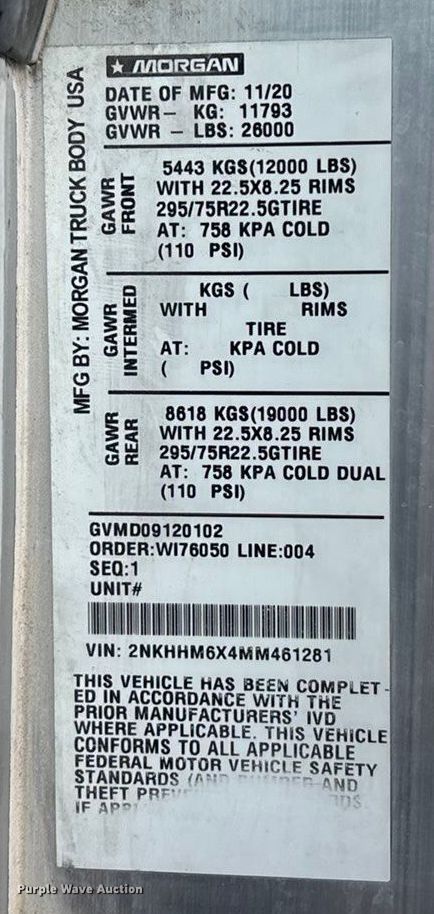 ★ MORGAN
MFG BY: MORGAN TRUCK BODY USA
DATE OF MFG: 11/20
GVWR— KG: 11793
GVWR — LBS: 26000
GAWR FRONT
5443 KGS(12000 LBS)
WITH 22.5X8.25 RIMS
295/75R22.5GTIRE
AT: 758 KPA COLD
(110 PSI)
GAWR INTERMED
KGS ( LBS)
WITH RIMS
TIRE
AT: KPA COLD
( PSI)
GAWR REAR
8618 KGS(19000 LBS)
WITH 22.5X8.25 RIMS
295/75R22.5GTIRE
AT: 758 KPA COLD DUAL
(110 PSI)
GVMD09120102
ORDER:WI76050 LINE:004
SEQ:1
UNIT#
VIN: 2NKHHM6X4MM461281
THIS VEHICLE HAS BEEN COMPLET-
ED IN ACCORDANCE WITH THE
PRIOR MANUFACTURERS' IVD
WHERE APPLICABLE. THIS VEHICLE
CONFORMS TO ALL APPLICABLE
FEDERAL MOTOR VEHICLE SAFETY
STANDARDS (AND BUMPER AND
THEFT
IF
Purple Wave Auction